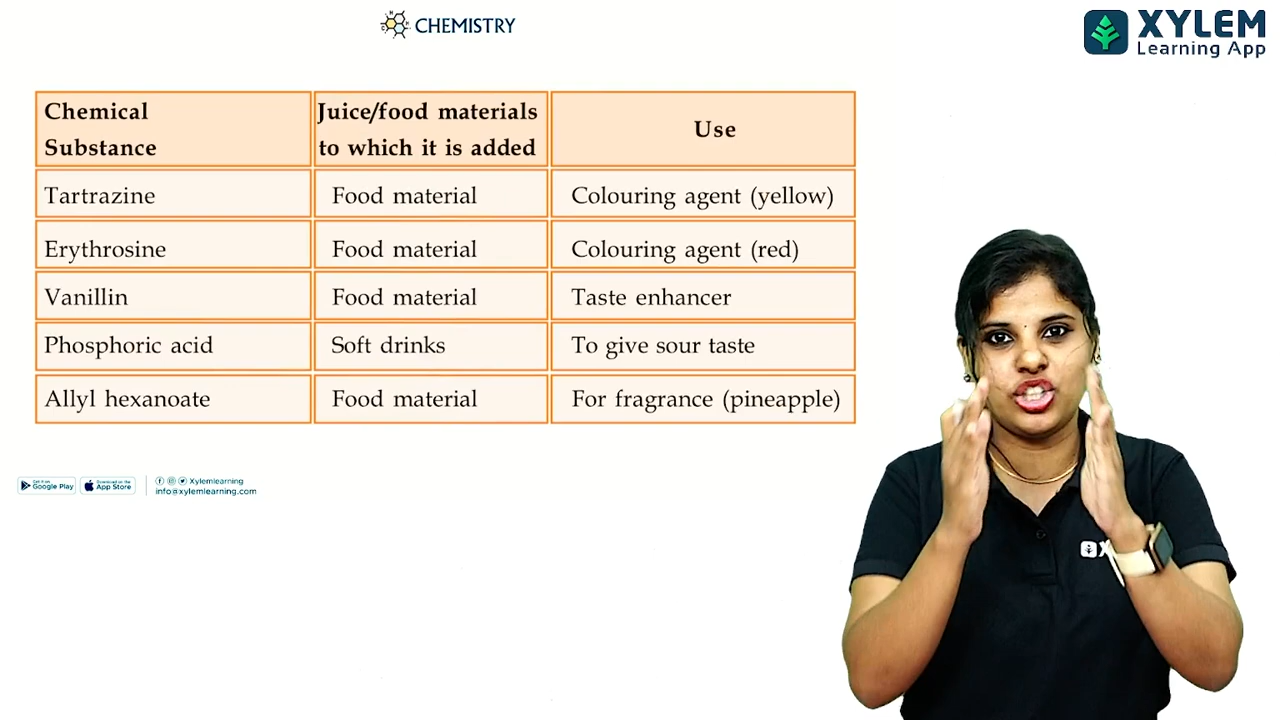 CHEMISTRY
XYLEM
Learning App
Chemical Substance | Juice/food materials to which it is added | Use
Tartrazine | Food material | Colouring agent (yellow)
Erythrosine | Food material | Colouring agent (red)
Vanillin | Food material | Taste enhancer
Phosphoric acid | Soft drinks | To give sour taste
Allyl hexanoate | Food material | For fragrance (pineapple)
Google Play
App Store
Xylemlearning
info@xylemlearning.com